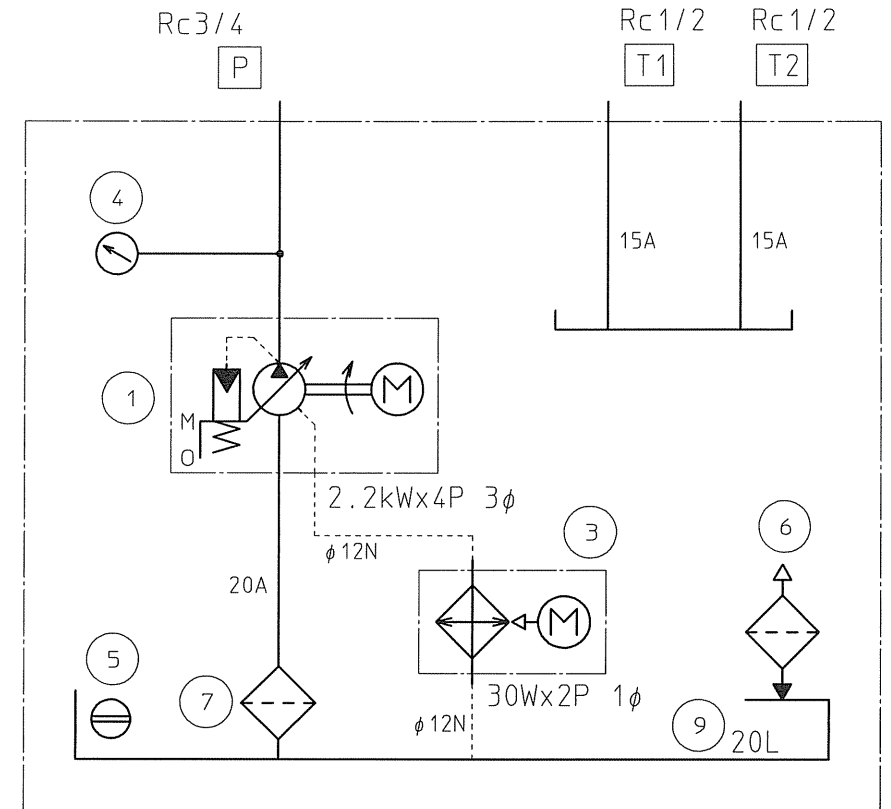 Rc3/4
P
Rc1/2
T1
Rc1/2
T2
4
15A
15A
1
M
O
M
2.2kWx4P 3ϕ
3
6
ϕ12N
20A
M
5
7
30Wx2P 1ϕ
ϕ12N
9
20L